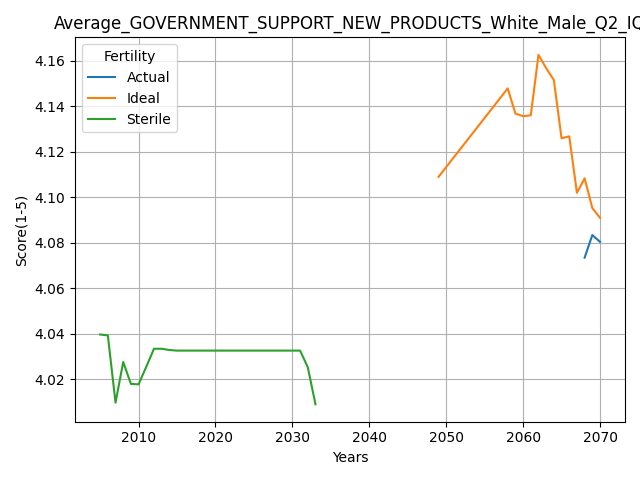 Average_GOVERNMENT_SUPPORT_NEW_PRODUCTS_White_Male_Q2_IQ
Fertility
Actual
Ideal
Sterile
Score(1-5)
4.16
4.14
4.12
4.10
4.08
4.06
4.04
4.02
2010 2020 2030 2040 2050 2060 2070
Years